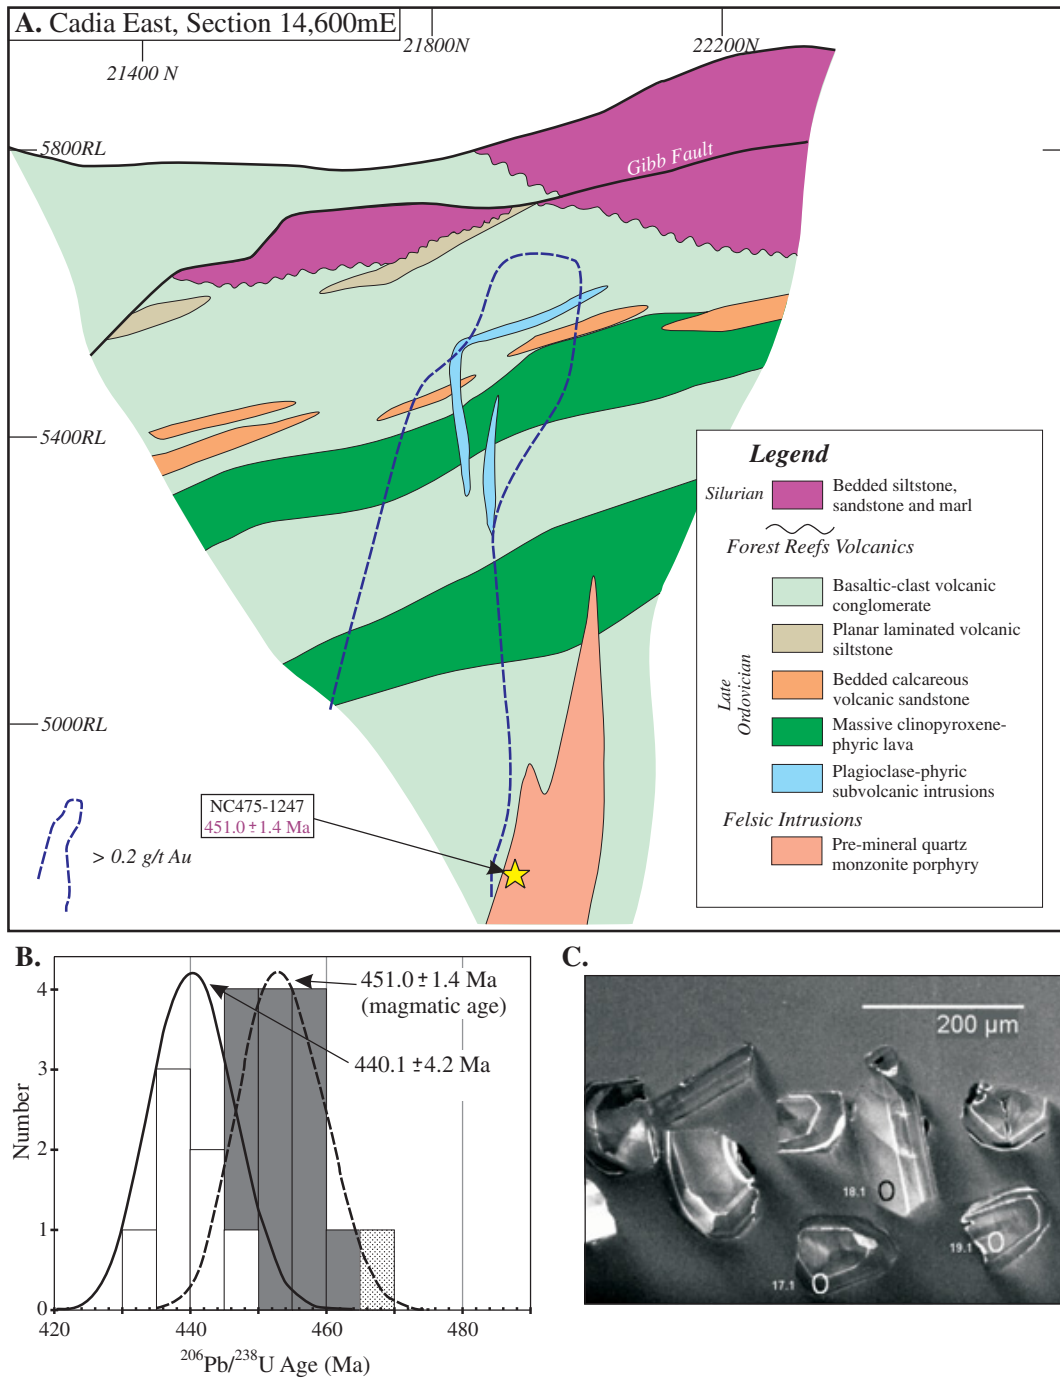 A. Cadia East, Section 14,600mE
21400 N
21800N
22200N
5800RL
5400RL
5000RL
Gibb Fault
NC475-1247
451.0 ± 1.4 Ma
> 0.2 g/t Au
Legend
Silurian
Bedded siltstone,
sandstone and marl
Forest Reefs Volcanics
Late
Ordovician
Basaltic-clast volcanic
conglomerate
Planar laminated volcanic
siltstone
Bedded calcareous
volcanic sandstone
Massive clinopyroxene-
phyric lava
Plagioclase-phyric
subvolcanic intrusions
Felsic Intrusions
Pre-mineral quartz
monzonite porphyry
B.
451.0 ± 1.4 Ma
(magmatic age)
440.1 ± 4.2 Ma
Number
4
3
2
1
0
420
440
460
480
206Pb/238U Age (Ma)
C.
200 µm
18.1
19.1
17.1